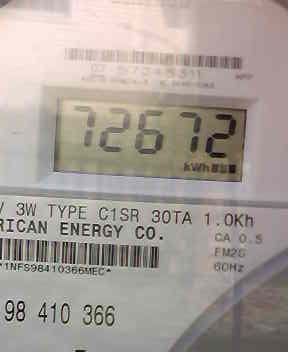 72672
kWh
V 3W TYPE C1SR 30TA 1.0Kh
RICAN ENERGY CO.
CA 0.5
FM2S
60Hz
*1NFS98410366MEC*
98 410 366